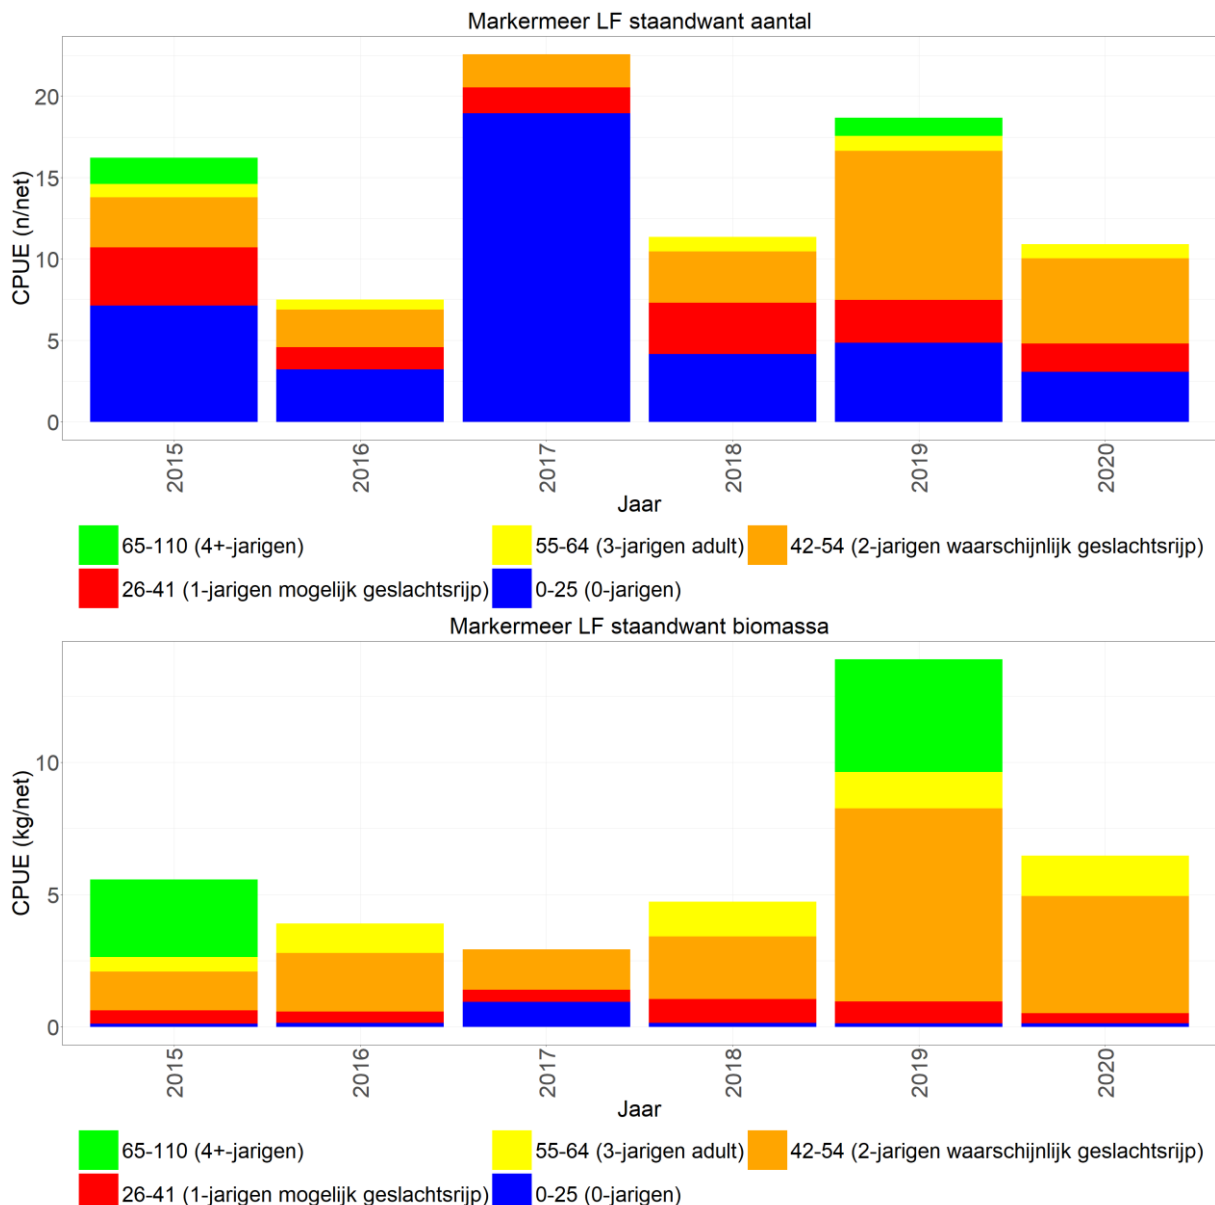 Markermeer LF staandwant aantal
CPUE (n/net)
20
15
10
5
0
2015 2016 2017 2018 2019 2020
Jaar
65-110 (4+-jarigen) 55-64 (3-jarigen adult) 42-54 (2-jarigen waarschijnlijk geslachtsrijp)
26-41 (1-jarigen mogelijk geslachtsrijp) 0-25 (0-jarigen)
Markermeer LF staandwant biomassa
CPUE (kg/net)
10
5
0
2015 2016 2017 2018 2019 2020
Jaar
65-110 (4+-jarigen) 55-64 (3-jarigen adult) 42-54 (2-jarigen waarschijnlijk geslachtsrijp)
26-41 (1-jarigen mogelijk geslachtsrijp) 0-25 (0-jarigen)